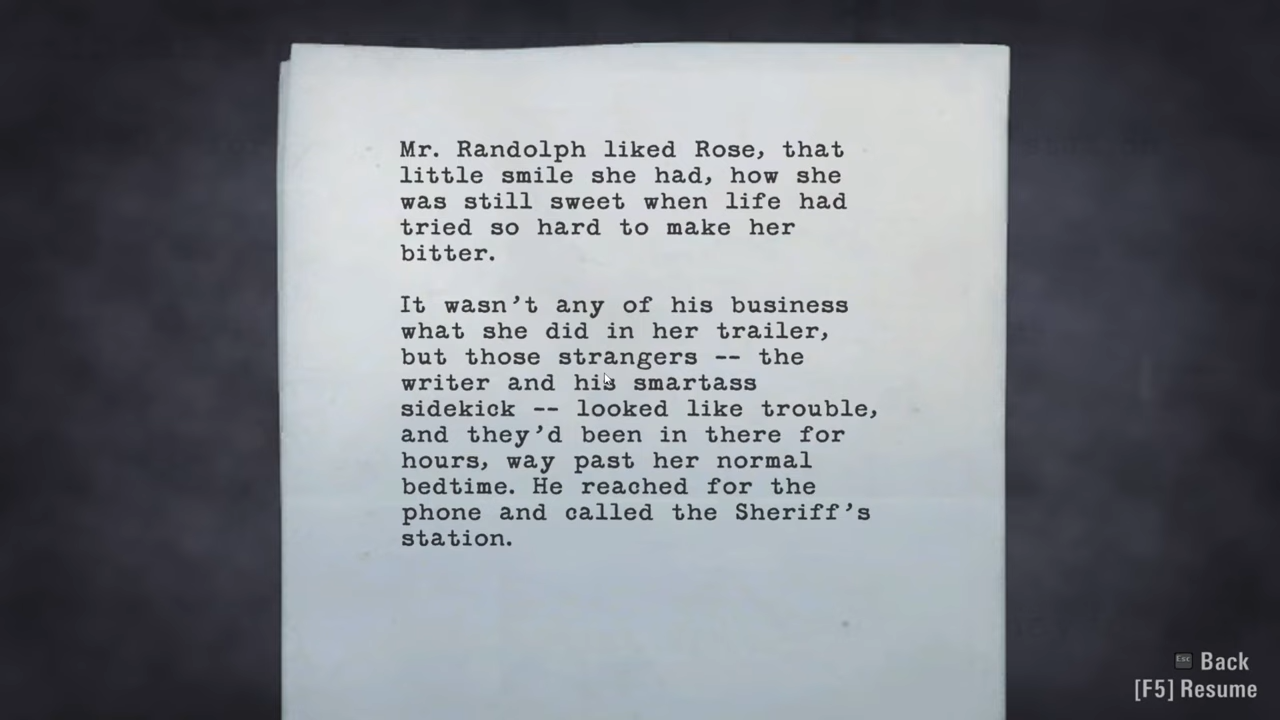 Mr. Randolph liked Rose, that
little smile she had, how she
was still sweet when life had
tried so hard to make her
bitter.
It wasn't any of his business
what she did in her trailer,
but those strangers -- the
writer and his smartass
sidekick -- looked like trouble,
and they'd been in there for
hours, way past her normal
bedtime. He reached for the
phone and called the Sheriff's
station.
Esc Back
[F5] Resume